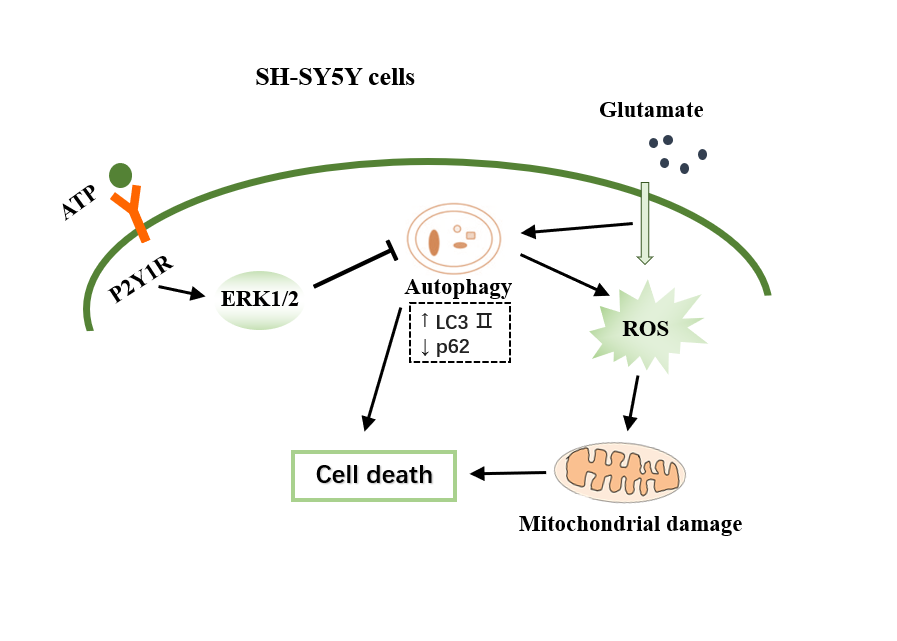 SH-SY5Y cells
Glutamate
ATP
P2Y1R
ERK1/2
Autophagy
↑ LC3 Ⅱ
↓ p62
ROS
Cell death
Mitochondrial damage